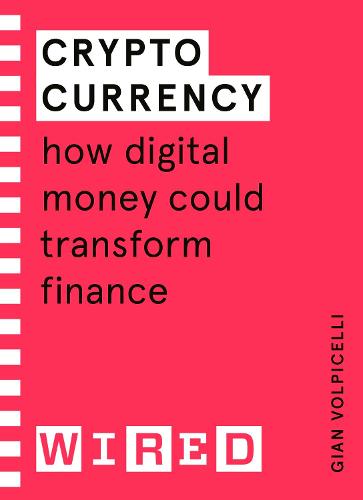 CRYPTO
CURRENCY
how digital
money could
transform
finance
GIAN VOLPICELLI
WIRED